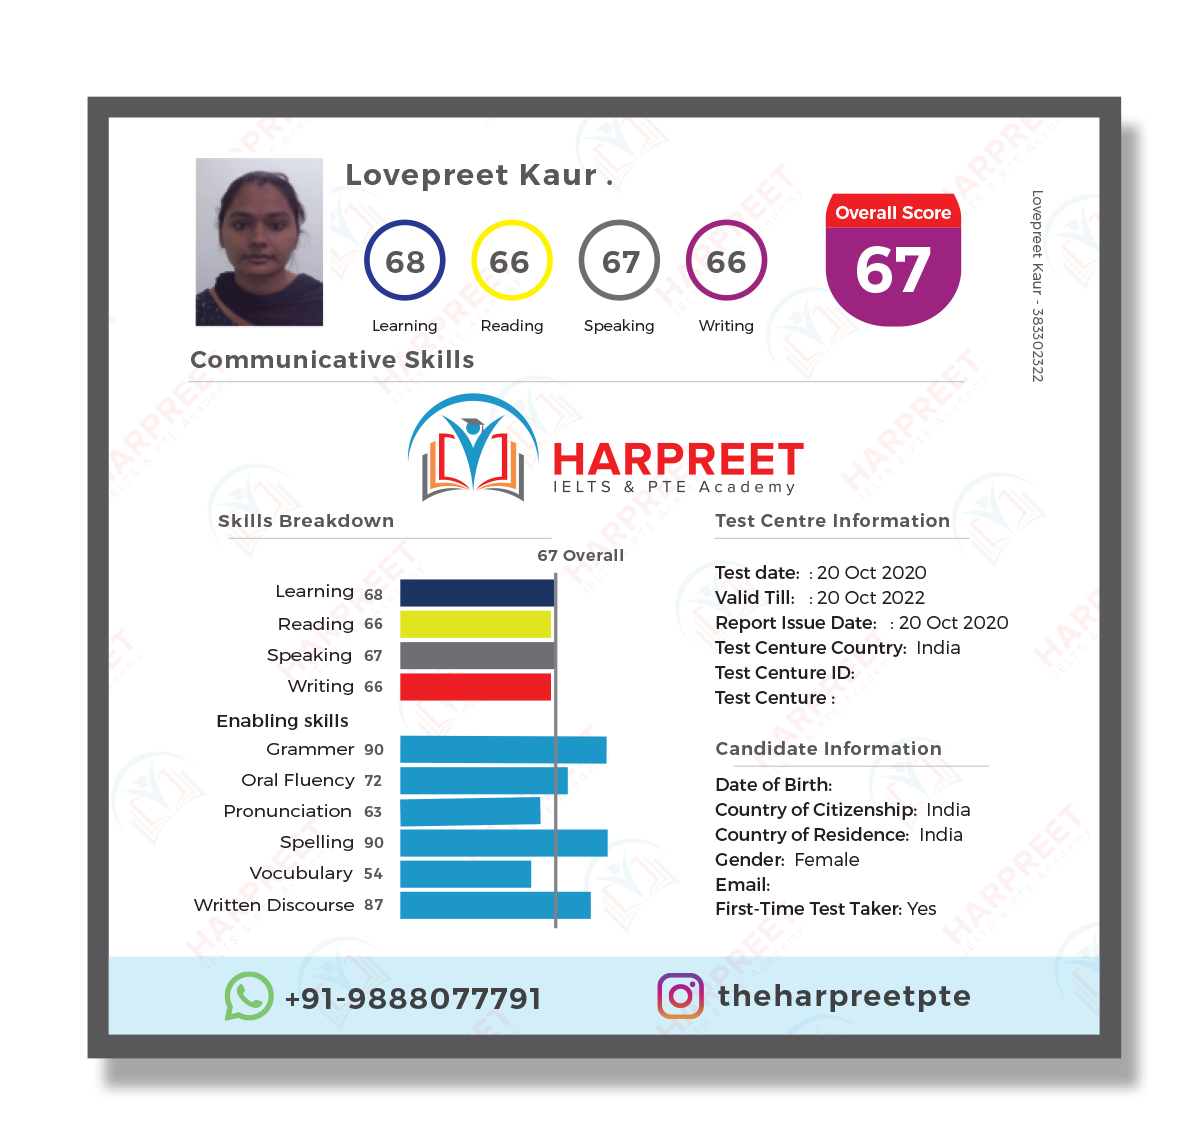 Lovepreet Kaur .
68 66 67 66
Learning Reading Speaking Writing
Overall Score
67
Lovepreet Kaur - 383302322
Communicative Skills
HARPREET
IELTS & PTE Academy
Skills Breakdown
67 Overall
Learning 68
Reading 66
Speaking 67
Writing 66
Enabling skills
Grammer 90
Oral Fluency 72
Pronunciation 63
Spelling 90
Vocubulary 54
Written Discourse 87
Test Centre Information
Test date: : 20 Oct 2020
Valid Till: : 20 Oct 2022
Report Issue Date: : 20 Oct 2020
Test Centure Country: India
Test Centure ID:
Test Centure :
Candidate Information
Date of Birth:
Country of Citizenship: India
Country of Residence: India
Gender: Female
Email:
First-Time Test Taker: Yes
+91-9888077791
theharpreetpte